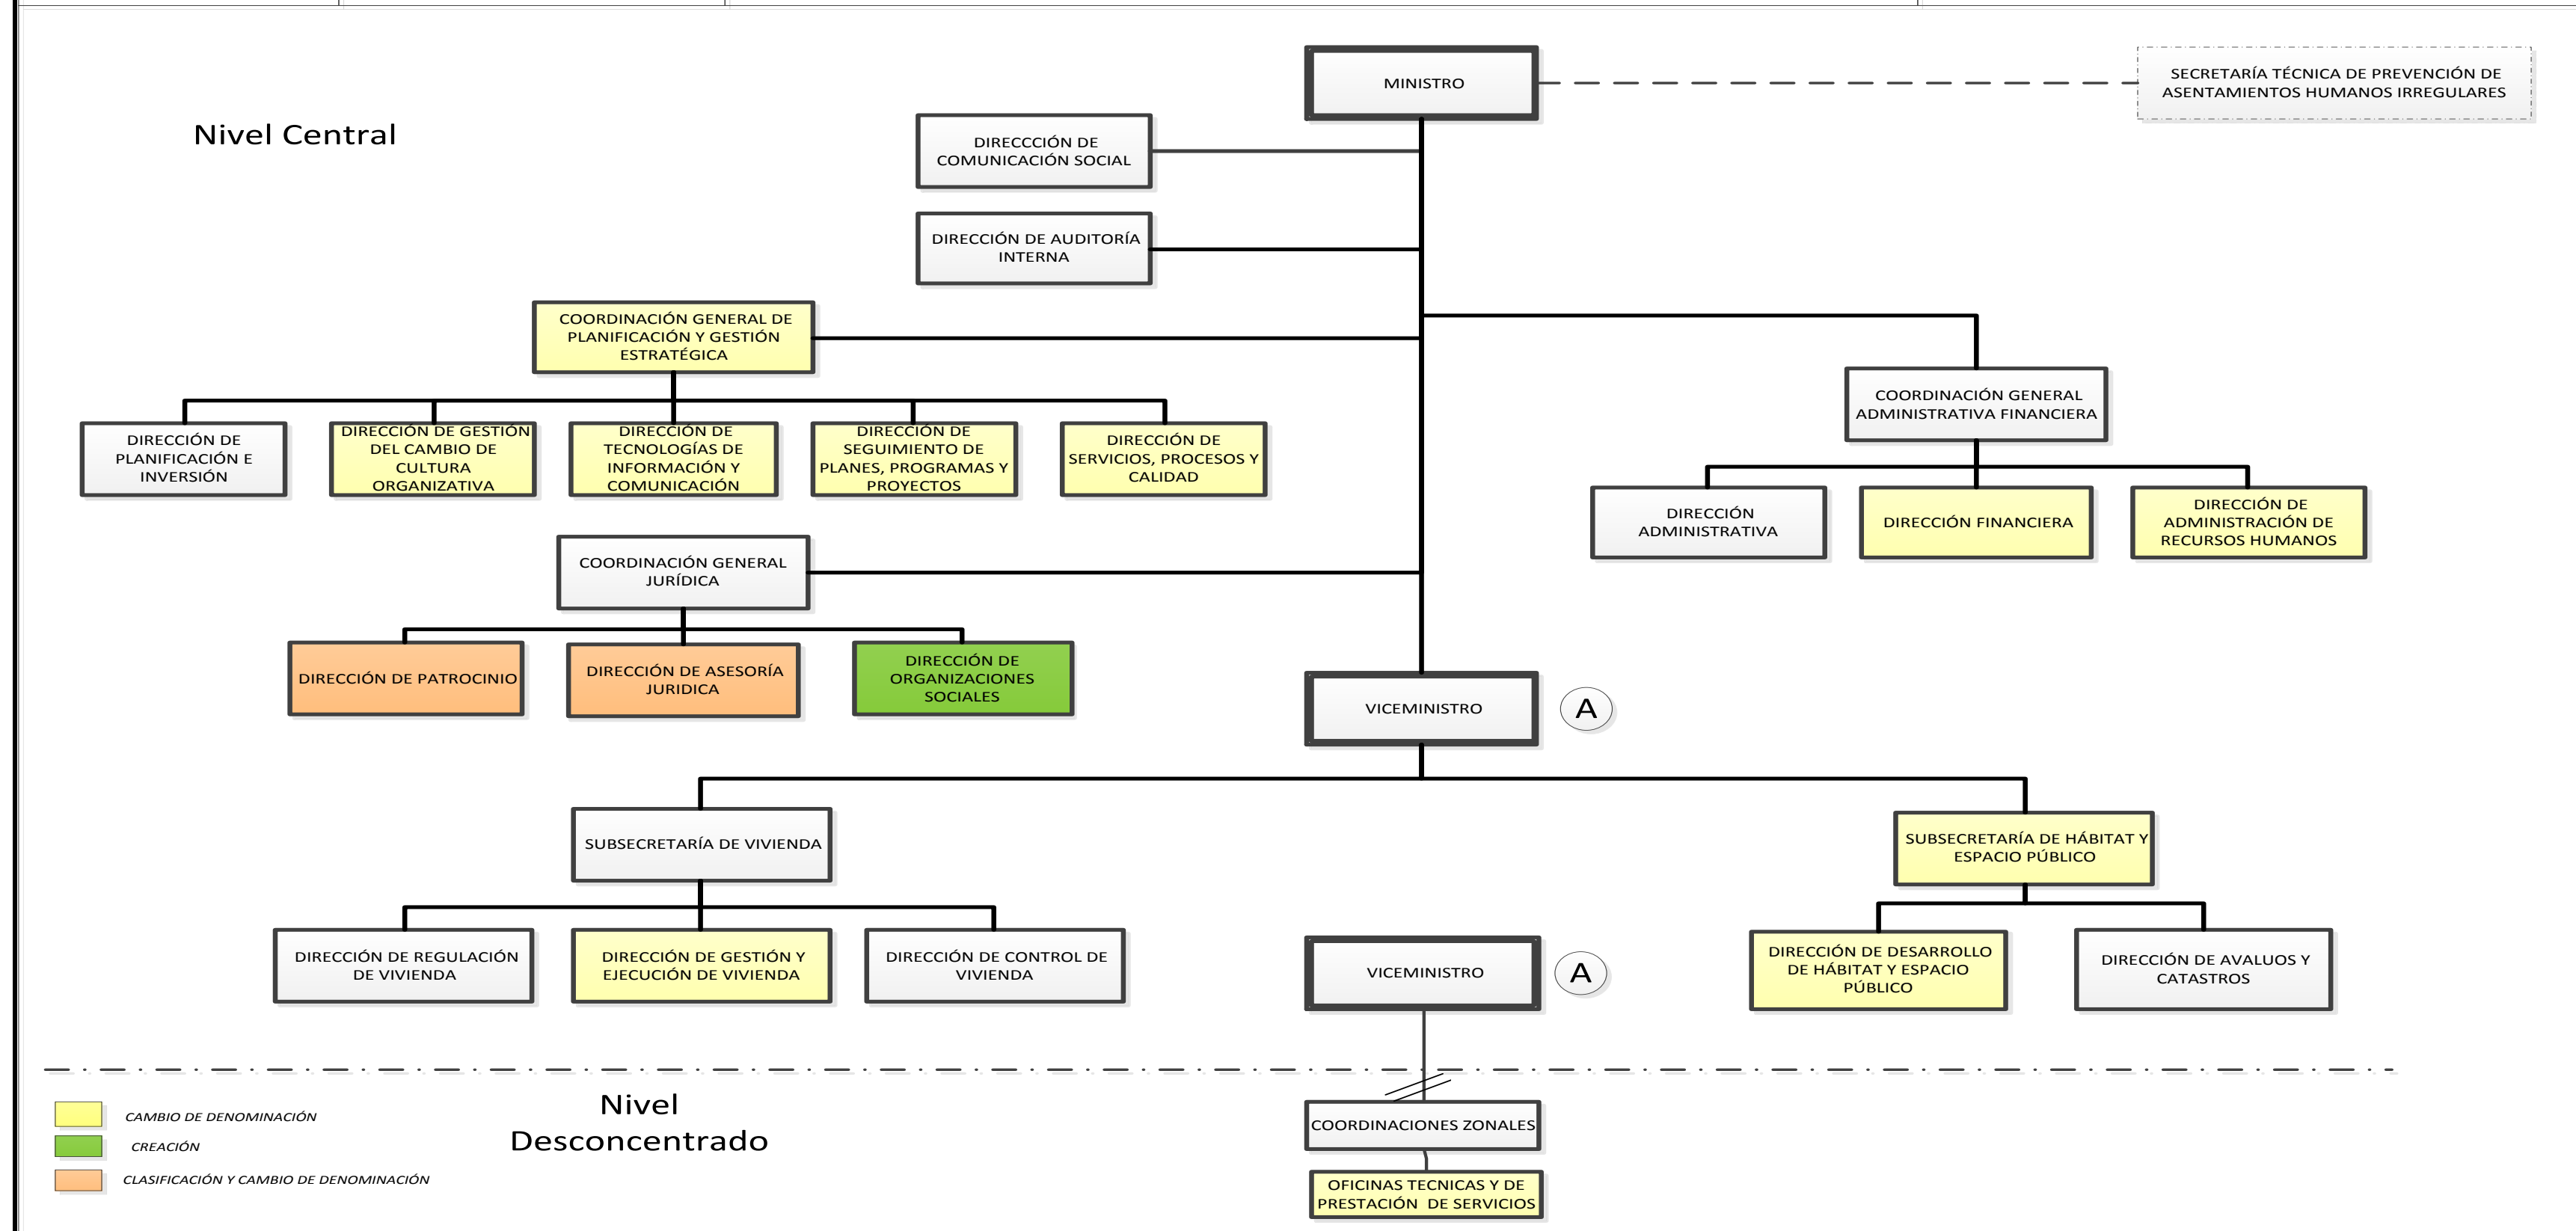 MINISTRO
SECRETARÍA TÉCNICA DE PREVENCIÓN DE
ASENTAMIENTOS HUMANOS IRREGULARES
Nivel Central
DIRECCCIÓN DE
COMUNICACIÓN SOCIAL
DIRECCIÓN DE AUDITORÍA
INTERNA
COORDINACIÓN GENERAL DE
PLANIFICACIÓN Y GESTIÓN
ESTRATÉGICA
COORDINACIÓN GENERAL
ADMINISTRATIVA FINANCIERA
DIRECCIÓN DE
PLANIFICACIÓN E
INVERSIÓN
DIRECCIÓN DE GESTIÓN
DEL CAMBIO DE
CULTURA
ORGANIZATIVA
DIRECCIÓN DE
TECNOLOGÍAS DE
INFORMACIÓN Y
COMUNICACIÓN
DIRECCIÓN DE
SEGUIMIENTO DE
PLANES, PROGRAMAS Y
PROYECTOS
DIRECCIÓN DE
SERVICIOS, PROCESOS Y
CALIDAD
DIRECCIÓN
ADMINISTRATIVA
DIRECCIÓN FINANCIERA
DIRECCIÓN DE
ADMINISTRACIÓN DE
RECURSOS HUMANOS
COORDINACIÓN GENERAL
JURÍDICA
DIRECCIÓN DE PATROCINIO
DIRECCIÓN DE ASESORÍA
JURIDICA
DIRECCIÓN DE
ORGANIZACIONES
SOCIALES
VICEMINISTRO
A
SUBSECRETARÍA DE VIVIENDA
SUBSECRETARÍA DE HÁBITAT Y
ESPACIO PÚBLICO
DIRECCIÓN DE REGULACIÓN
DE VIVIENDA
DIRECCIÓN DE GESTIÓN Y
EJECUCIÓN DE VIVIENDA
DIRECCIÓN DE CONTROL DE
VIVIENDA
VICEMINISTRO
A
DIRECCIÓN DE DESARROLLO
DE HÁBITAT Y ESPACIO
PÚBLICO
DIRECCIÓN DE AVALUOS Y
CATASTROS
CAMBIO DE DENOMINACIÓN
CREACIÓN
CLASIFICACIÓN Y CAMBIO DE DENOMINACIÓN
Nivel
Desconcentrado
COORDINACIONES ZONALES
OFICINAS TECNICAS Y DE
PRESTACIÓN DE SERVICIOS